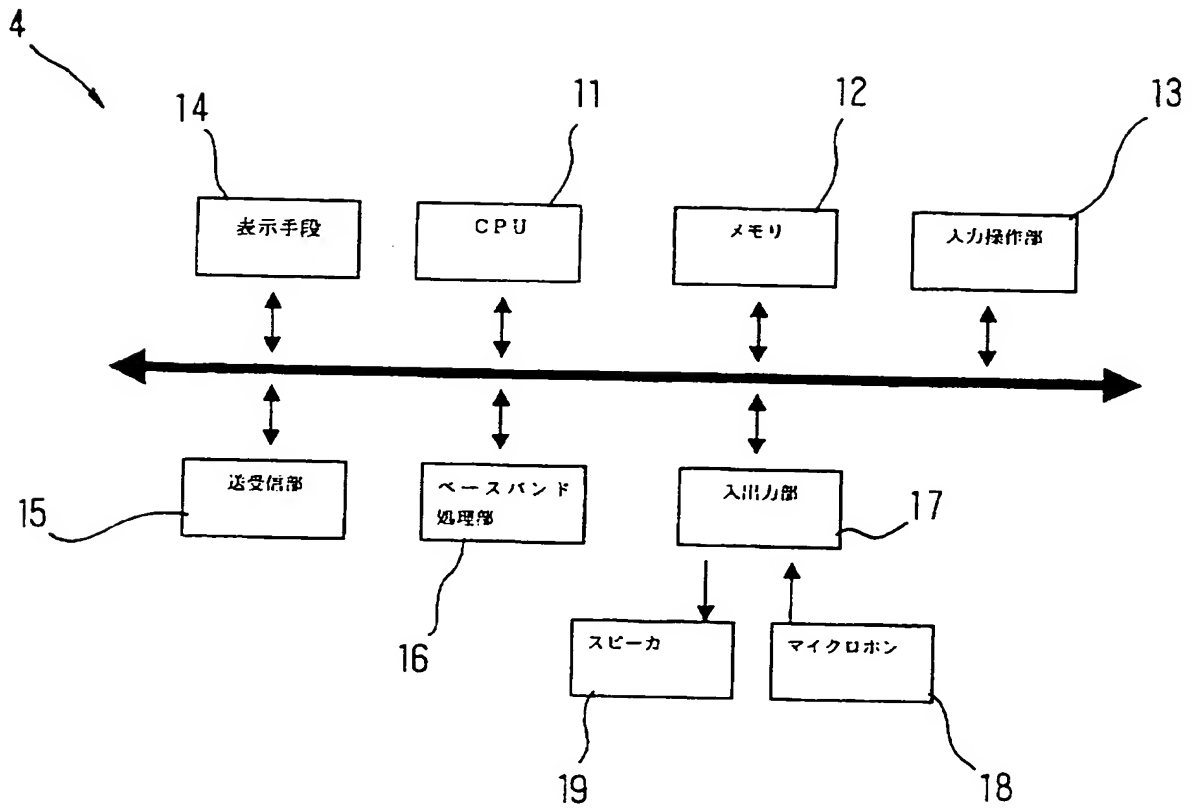 4
14
11
12
13
表示手段
CPU
メモリ
入力操作部
送受信部
ベースバンド
処理部
入出力部
15
16
17
スピーカ
マイクロホン
19
18